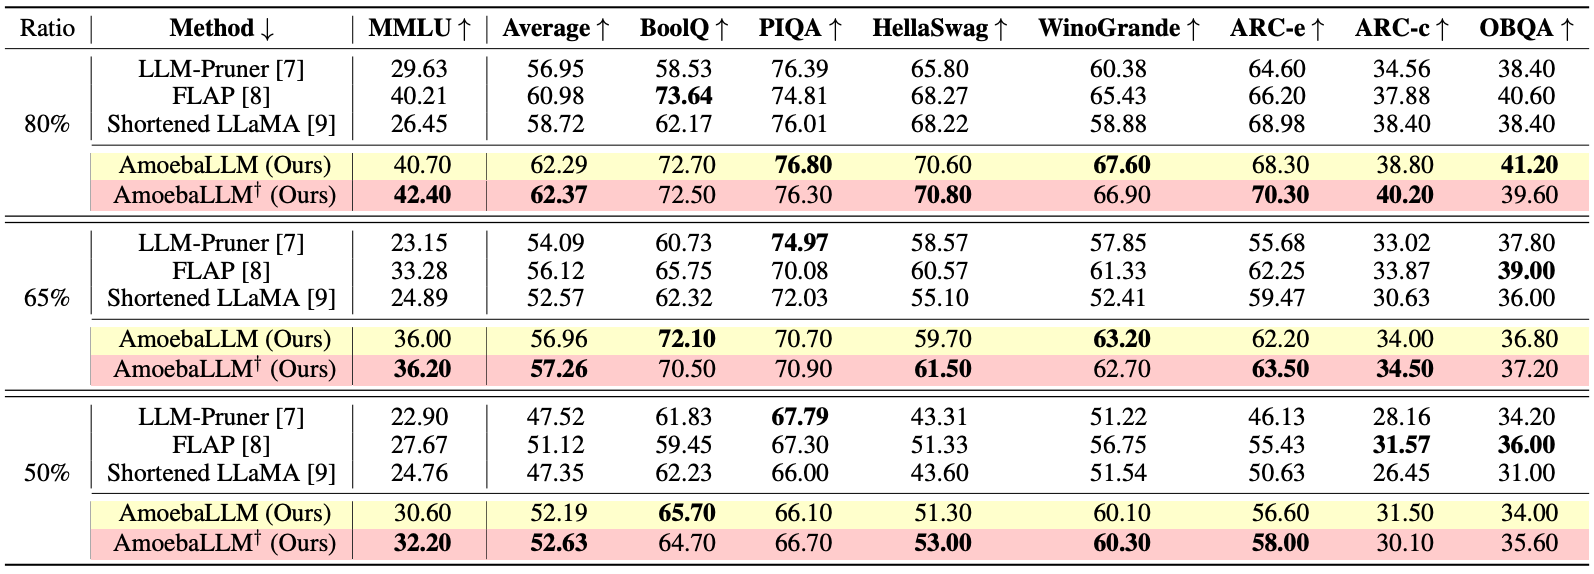 Ratio Method ↓ MMLU ↑ Average ↑ BoolQ ↑ PIQA ↑ HellaSwag ↑ WinoGrande ↑ ARC-e ↑ ARC-c ↑ OBQA ↑
LLM-Pruner [7] 29.63 56.95 58.53 76.39 65.80 60.38 64.60 34.56 38.40
FLAP [8] 40.21 60.98 73.64 74.81 68.27 65.43 66.20 37.88 40.60
80% Shortened LLaMA [9] 26.45 58.72 62.17 76.01 68.22 58.88 68.98 38.40 38.40
AmoebaLLM (Ours) 40.70 62.29 72.70 76.80 70.60 67.60 68.30 38.80 41.20
AmoebaLLM† (Ours) 42.40 62.37 72.50 76.30 70.80 66.90 70.30 40.20 39.60
LLM-Pruner [7] 23.15 54.09 60.73 74.97 58.57 57.85 55.68 33.02 37.80
FLAP [8] 33.28 56.12 65.75 70.08 60.57 61.33 62.25 33.87 39.00
65% Shortened LLaMA [9] 24.89 52.57 62.32 72.03 55.10 52.41 59.47 30.63 36.00
AmoebaLLM (Ours) 36.00 56.96 72.10 70.70 59.70 63.20 62.20 34.00 36.80
AmoebaLLM† (Ours) 36.20 57.26 70.50 70.90 61.50 62.70 63.50 34.50 37.20
LLM-Pruner [7] 22.90 47.52 61.83 67.79 43.31 51.22 46.13 28.16 34.20
FLAP [8] 27.67 51.12 59.45 67.30 51.33 56.75 55.43 31.57 36.00
50% Shortened LLaMA [9] 24.76 47.35 62.23 66.00 43.60 51.54 50.63 26.45 31.00
AmoebaLLM (Ours) 30.60 52.19 65.70 66.10 51.30 60.10 56.60 31.50 34.00
AmoebaLLM† (Ours) 32.20 52.63 64.70 66.70 53.00 60.30 58.00 30.10 35.60